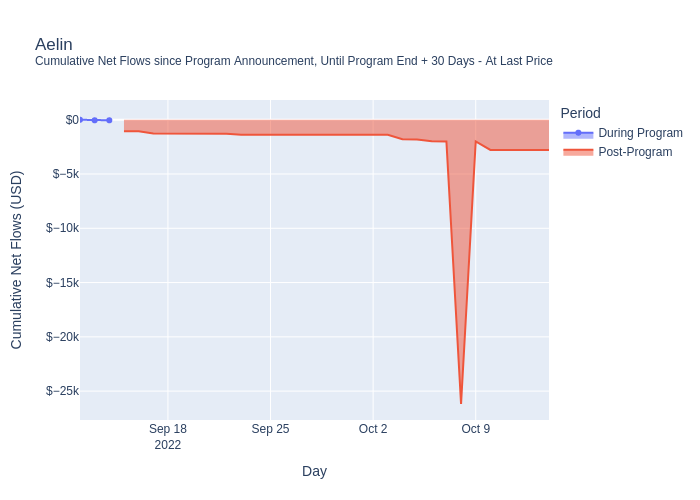 Aelin
Cumulative Net Flows since Program Announcement, Until Program End + 30 Days - At Last Price
Period
During Program
Post-Program
Cumulative Net Flows (USD)
$0
$−5k
$−10k
$−15k
$−20k
$−25k
Sep 18
2022
Sep 25
Oct 2
Oct 9
Day